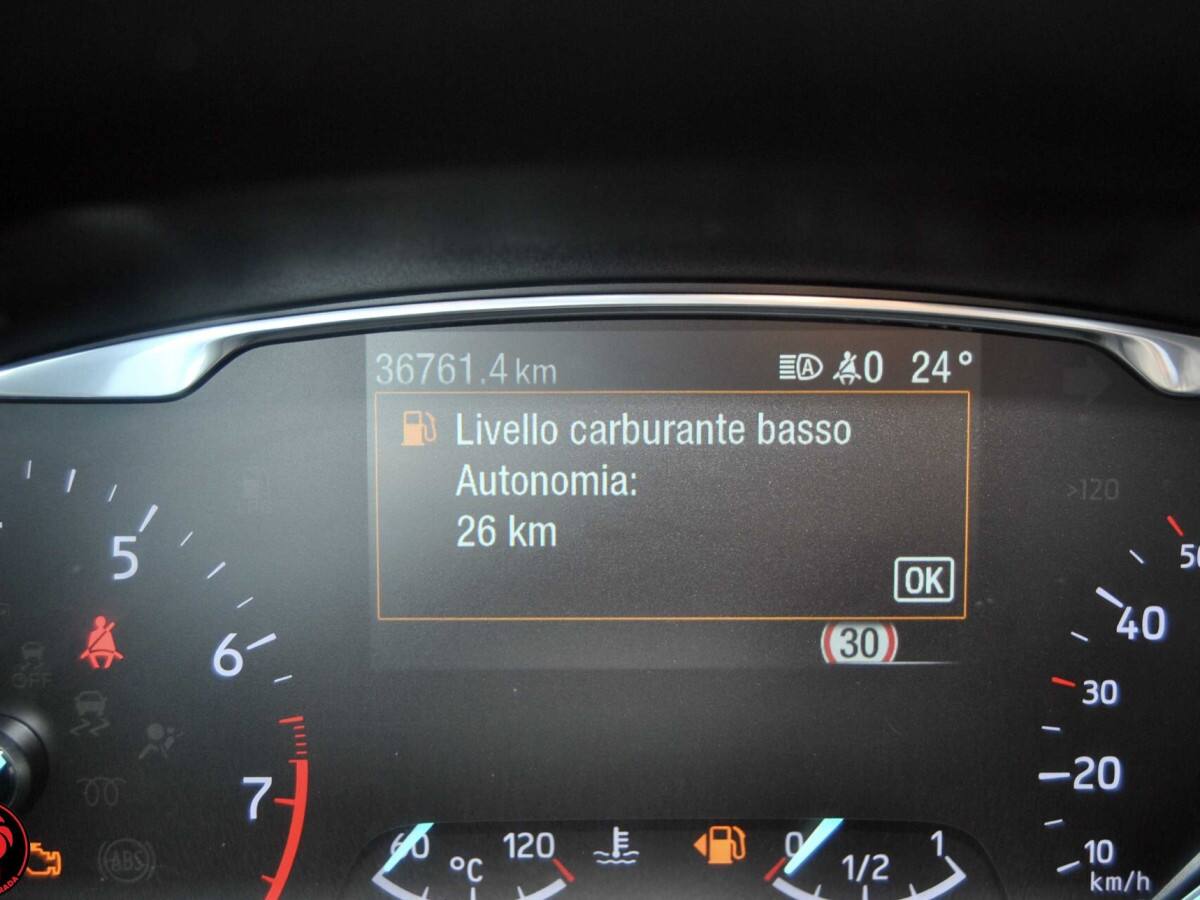 36761.4 km
A 0 24°
Livello carburante basso
Autonomia:
26 km
OK
30
5
6
7
OFF
ABS
>120
50
40
30
20
10
km/h
60 120
°C
0 1/2 1